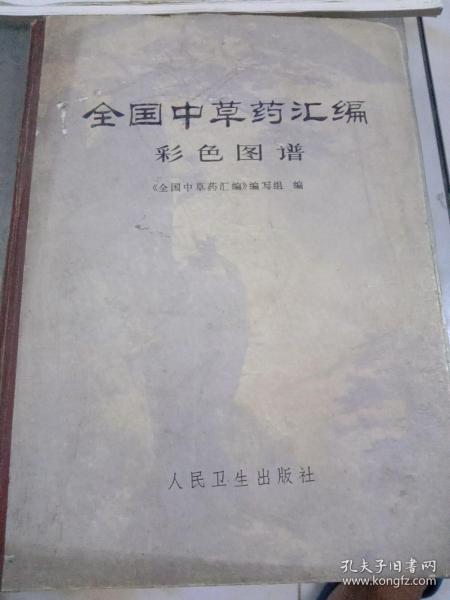 全国中草药汇编
彩色图谱
《全国中草药汇编》编写组 编
人民卫生出版社
孔夫子旧书网
www.kongfz.com